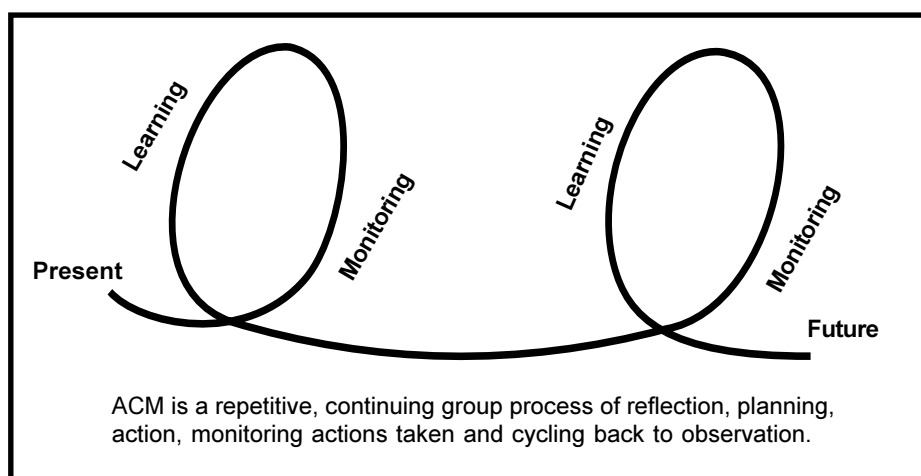 Learning
Monitoring
Learning
Monitoring
Present
Future
ACM is a repetitive, continuing group process of reflection, planning,
action, monitoring actions taken and cycling back to observation.